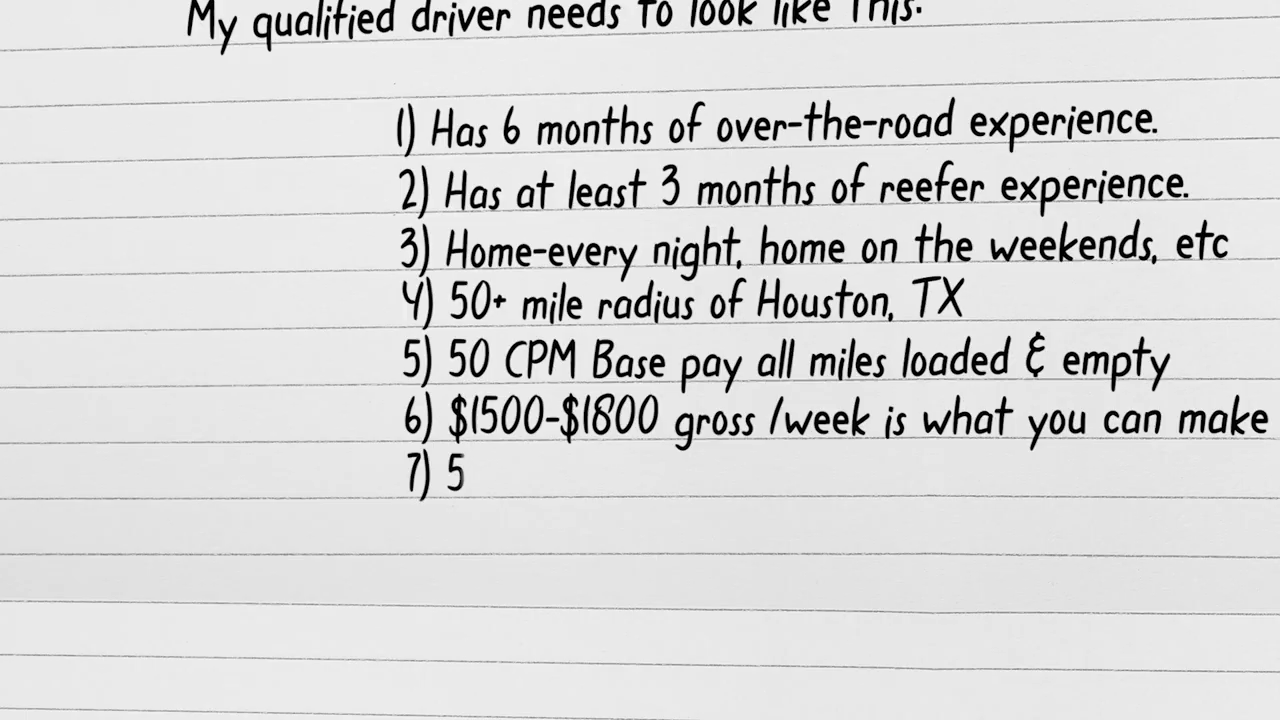 My qualified driver needs to look like this:
1) Has 6 months of over-the-road experience.
2) Has at least 3 months of reefer experience.
3) Home-every night, home on the weekends, etc
4) 50+ mile radius of Houston, TX
5) 50 CPM Base pay all miles loaded & empty
6) $1500-$1800 gross /week is what you can make
7) 5